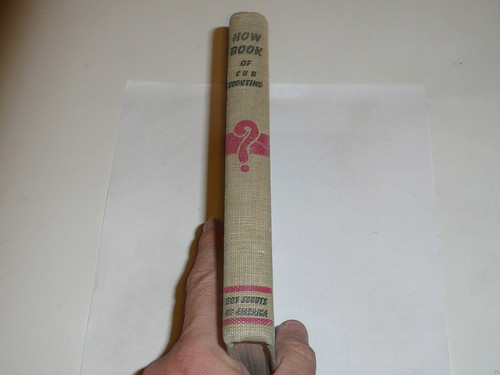 HOW
BOOK
OF
CUB
SCOUTING
?
BOY SCOUTS
OF AMERICA